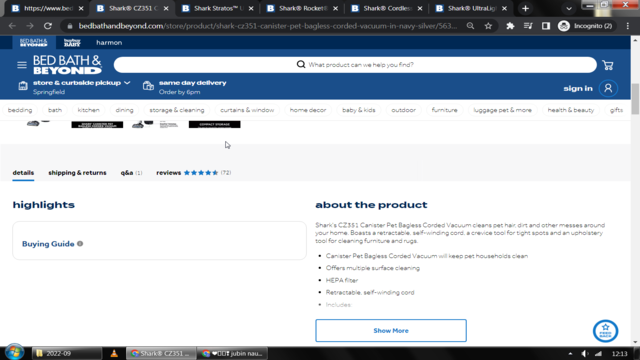 https://www.bed
Shark® CZ351 C
Shark Stratos™ U
Shark® Rocket®
Shark® Cordless
Shark® UltraLigh
bedbathandbeyond.com/store/product/shark-cz351-canister-pet-bagless-corded-vacuum-in-navy-silver/563...
Incognito (2)
BED BATH & BEYOND
harmon
BED BATH &
BEYOND
What product can we help you find?
store & curbside pickup
Springfield
same day delivery
Order by 6pm
sign in
bedding bath kitchen dining storage & cleaning curtains & window home decor baby & kids outdoor furniture luggage pet & more health & beauty gifts
COMPACT STORAGE
details shipping & returns q&a (1) reviews (72)
highlights
Buying Guide
about the product
Shark's CZ351 Canister Pet Bagless Corded Vacuum cleans pet hair, dirt and other messes around
your home. Boasts a retractable, self-winding cord, a crevice tool for tight spots and an upholstery
tool for cleaning furniture and rugs.
• Canister Pet Bagless Corded Vacuum will keep pet households clean
• Offers multiple surface cleaning
• HEPA filter
• Retractable, self-winding cord
• Includes:
Show More
FEED
BACK
2022-09
Shark® CZ351 ...
jubin nau...
12:13